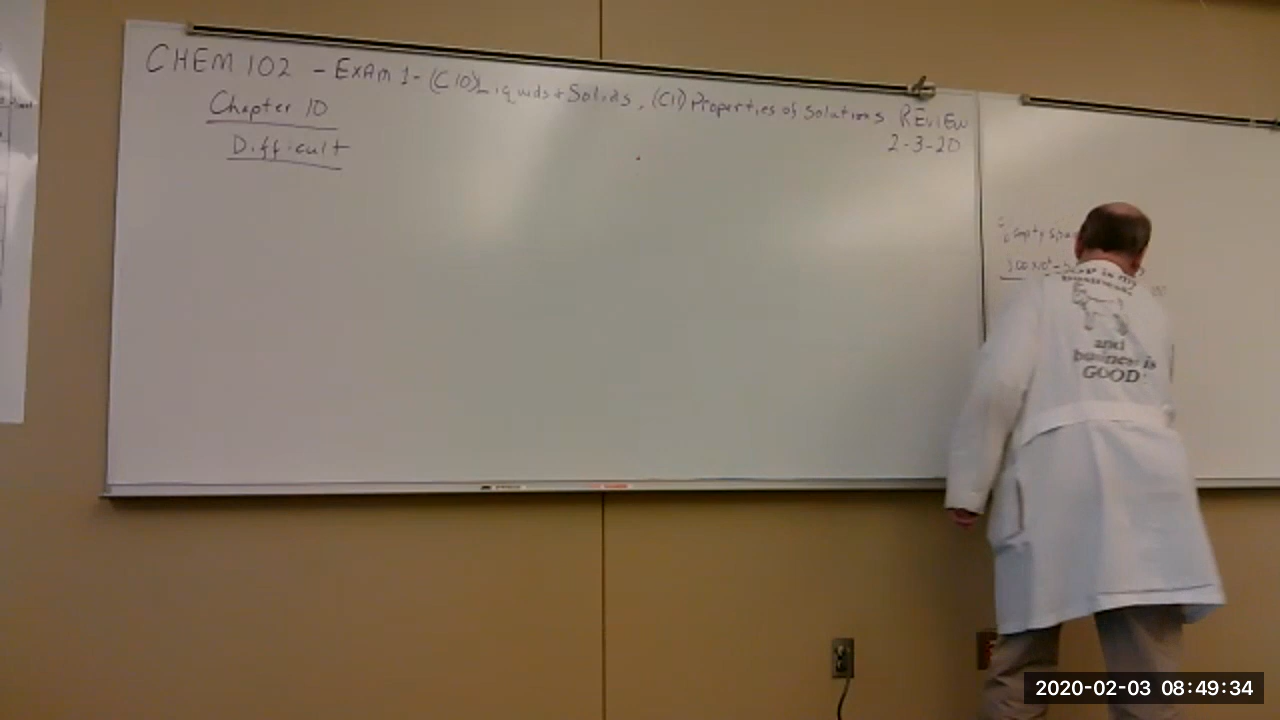 CHEM 102 - EXAM 1 - (C10) Liquids + Solids, (C11) Properties of Solutions REVIEW
2-3-20
Chapter 10
Difficult
% empty
and
business is
GOOD
2020-02-03 08:49:34